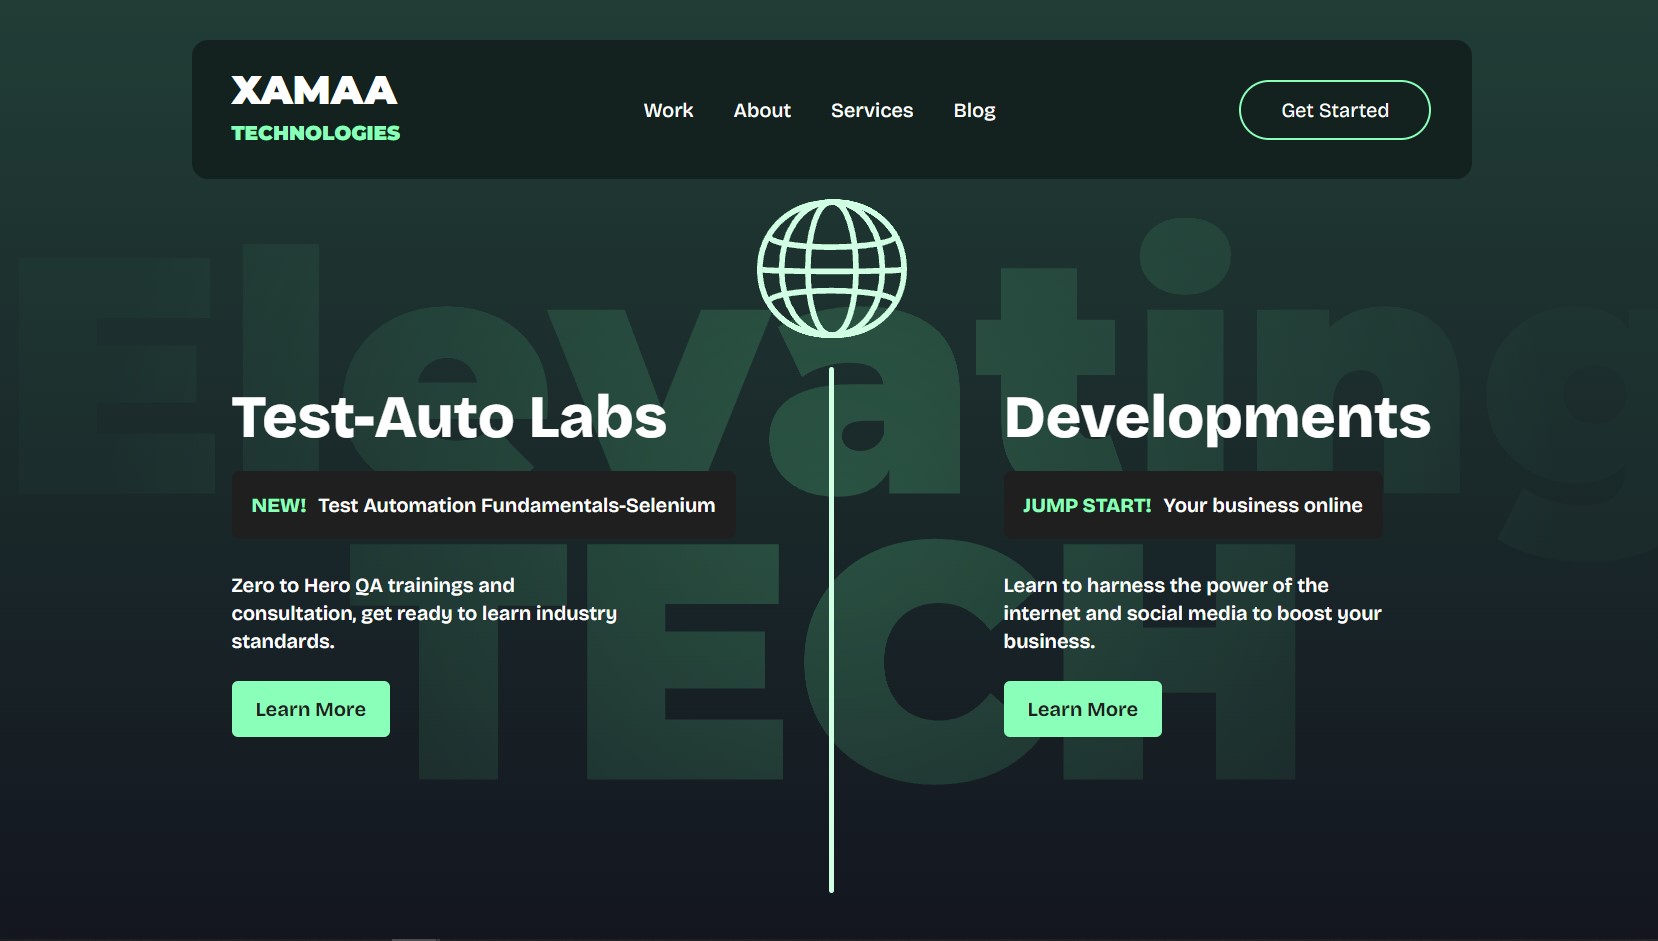 XAMAA
TECHNOLOGIES
Work
About
Services
Blog
Get Started
Elevating
TECH
Test-Auto Labs
NEW! Test Automation Fundamentals-Selenium
Zero to Hero QA trainings and
consultation, get ready to learn industry
standards.
Learn More
Developments
JUMP START! Your business online
Learn to harness the power of the
internet and social media to boost your
business.
Learn More